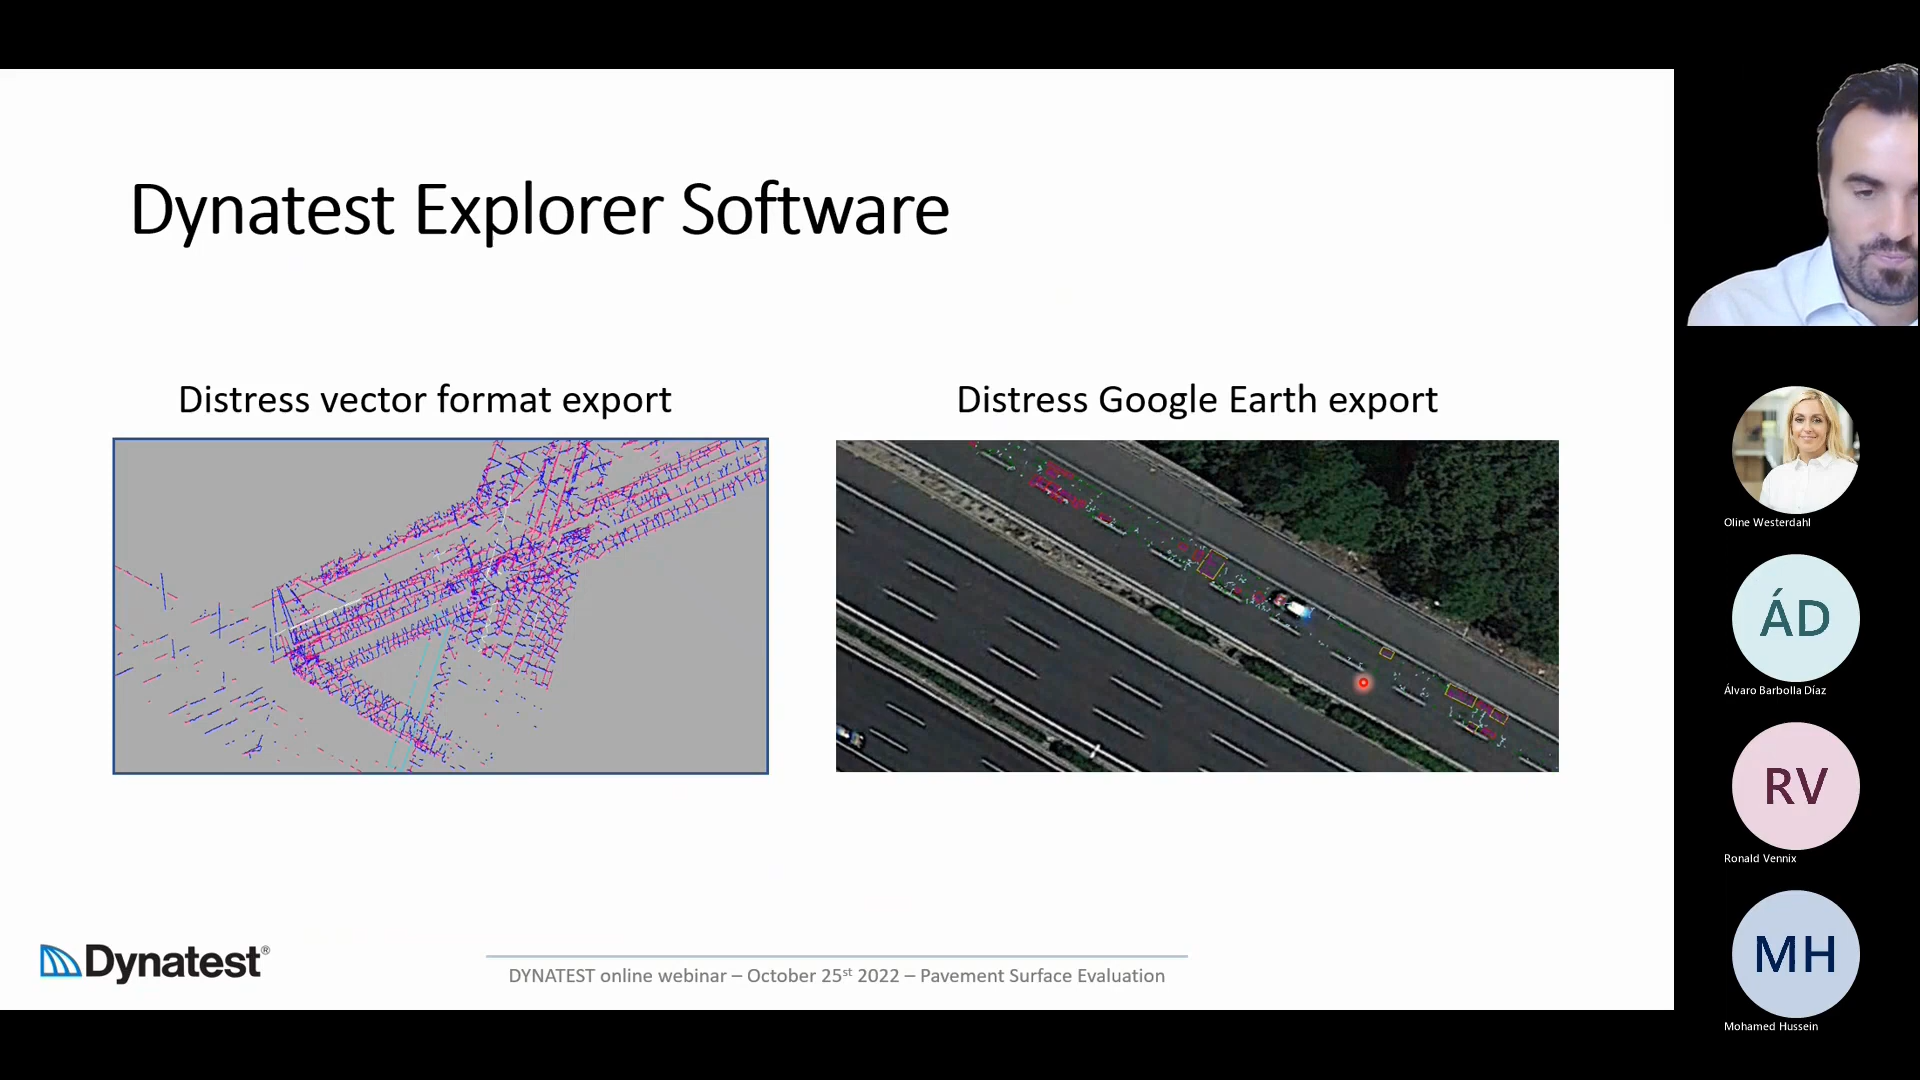 Dynatest Explorer Software
Distress vector format export
Distress Google Earth export
Dynatest®
DYNATEST online webinar – October 25st 2022 – Pavement Surface Evaluation
Oline Westerdahl
ÁD
Álvaro Barbolla Díaz
RV
Ronald Vennix
MH
Mohamed Hussein